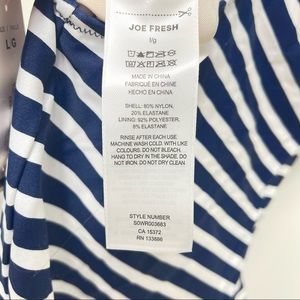 JOE FRESH
l/g
MADE IN CHINA
FABRIQUÉ EN CHINE
HECHO EN CHINA
SHELL: 80% NYLON,
20% ELASTANE
LINING: 92% POLYESTER,
8% ELASTANE
RINSE AFTER EACH USE.
MACHINE WASH COLD. WITH LIKE
COLOURS. DO NOT BLEACH.
HANG TO DRY IN THE SHADE. DO
NOT IRON. DO NOT DRY CLEAN.
STYLE NUMBER
S0WR003663
CA 15372
RN 133886
LG